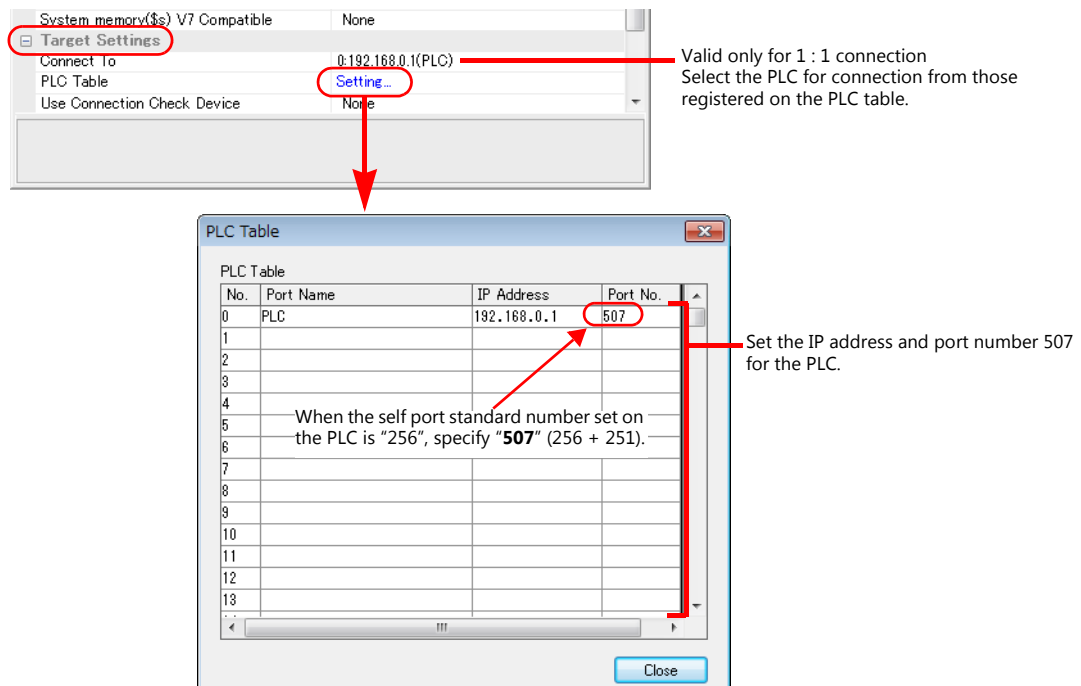 System memory($s) V7 Compatible None
Target Settings
Connect To 0:192.168.0.1(PLC)
PLC Table Setting...
Use Connection Check Device None
Valid only for 1 : 1 connection
Select the PLC for connection from those
registered on the PLC table.
PLC Table
PLC Table
No. Port Name IP Address Port No.
0 PLC 192.168.0.1 507
1
2
3
4
5
6
7
8
9
10
11
12
13
When the self port standard number set on
the PLC is “256”, specify “507” (256 + 251).
Set the IP address and port number 507
for the PLC.
Close